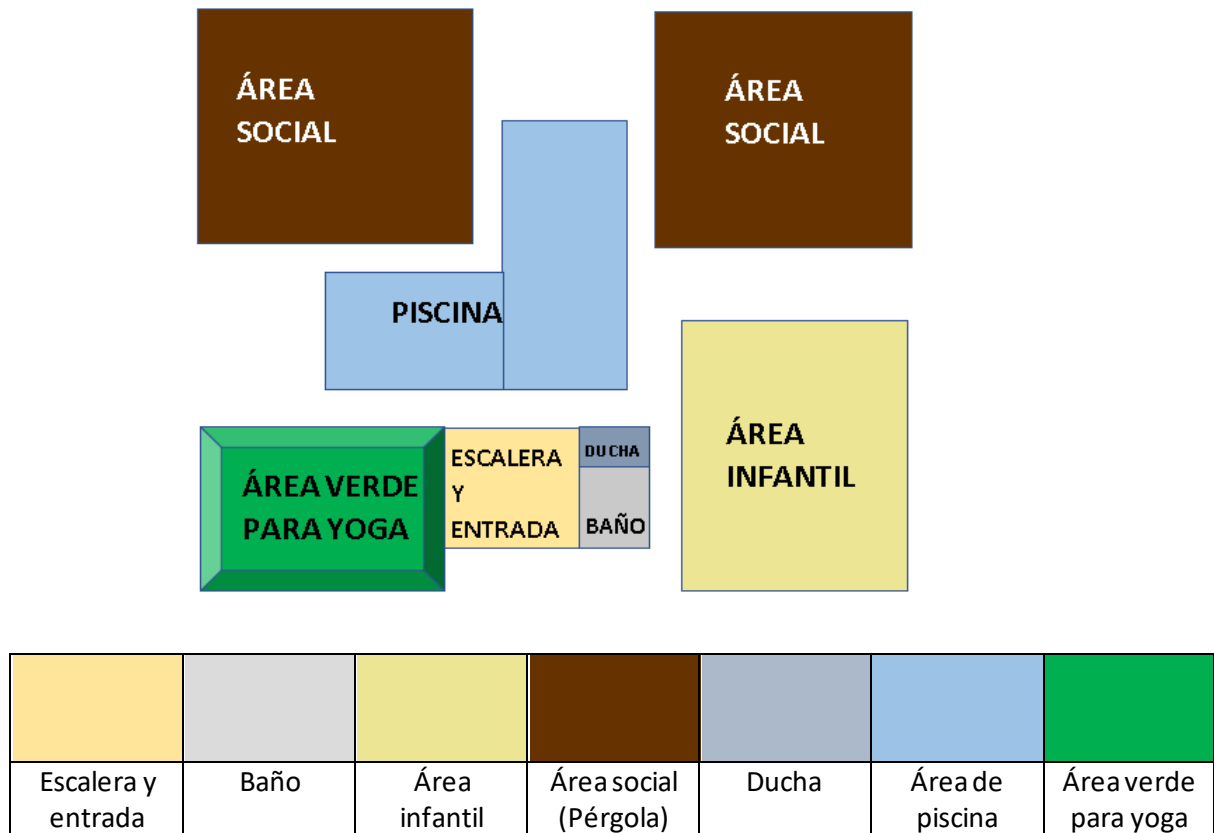 ÁREA
SOCIAL
ÁREA
SOCIAL
PISCINA
ÁREA VERDE
PARA YOGA
ESCALERA
Y
ENTRADA
DUCHA
BAÑO
ÁREA
INFANTIL
Escalera y
entrada
Baño
Área
infantil
Área social
(Pérgola)
Ducha
Área de
piscina
Área verde
para yoga